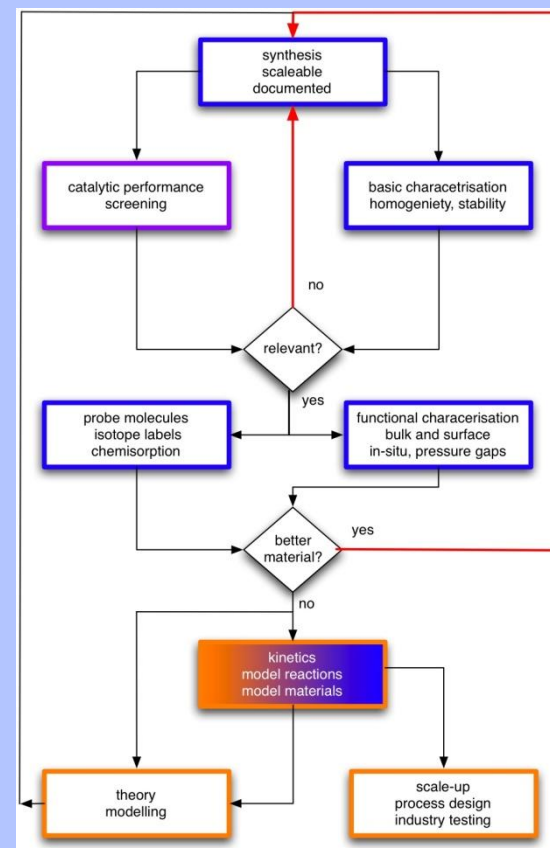 synthesis
scaleable
documented
catalytic performance
screening
basic charactetrisation
homogeniety, stability
no
relevant?
yes
probe molecules
isotope labels
chemisorption
functional characerisation
bulk and surface
in-situ, pressure gaps
better
material?
yes
no
kinetics
model reactions
model materials
theory
modelling
scale-up
process design
industry testing